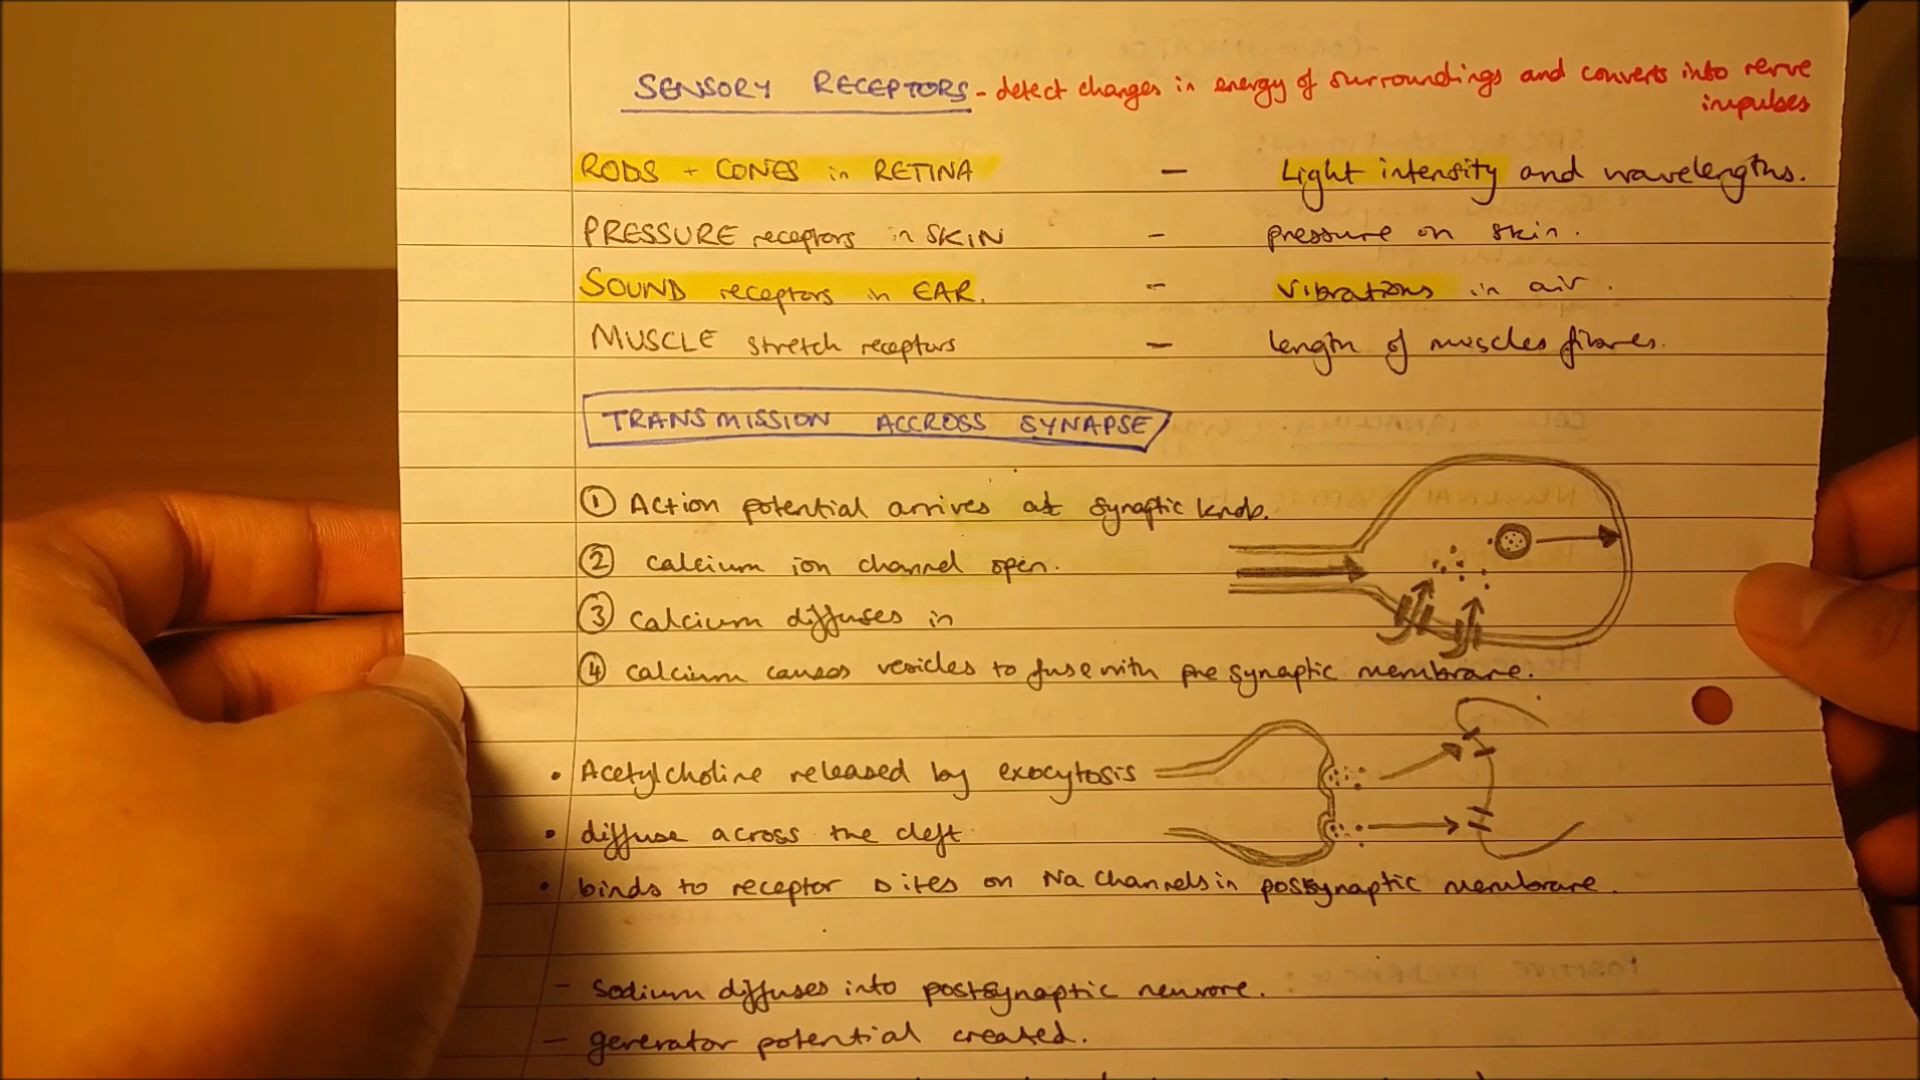 SENSORY RECEPTORS - detect changes in energy of surroundings and converts into nerve
impulses
RODS + CONES in RETINA - Light intensity and wavelengths.
PRESSURE receptors in SKIN - pressure on skin.
SOUND receptors in EAR. - Vibrations in air.
MUSCLE stretch receptors - length of muscles fibres.
TRANSMISSION ACCROSS SYNAPSE
① Action potential arrives at synaptic knob.
② calcium ion channel open.
③ calcium diffuses in
④ calcium causes vesicles to fuse with pre synaptic membrane.
• Acetylcholine released by exocytosis
• diffuse across the cleft
• binds to receptor sites on Na channels in postsynaptic membrane.
- Sodium diffuses into postsynaptic neurone.
- generator potential created.